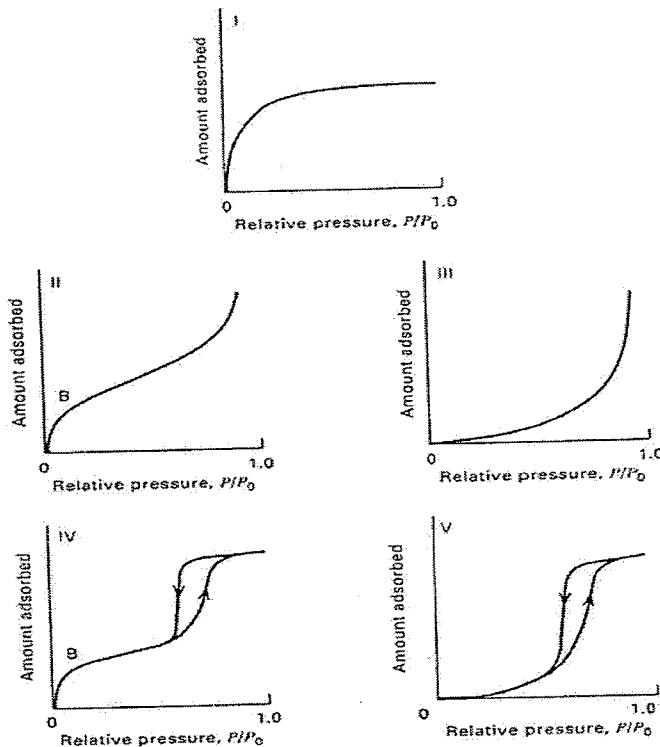 I
Amount adsorbed
0
1.0
Relative pressure, P/P₀
II
Amount adsorbed
B
0
1.0
Relative pressure, P/P₀
III
Amount adsorbed
0
1.0
Relative pressure, P/P₀
IV
Amount adsorbed
B
0
1.0
Relative pressure, P/P₀
V
Amount adsorbed
0
1.0
Relative pressure, P/P₀